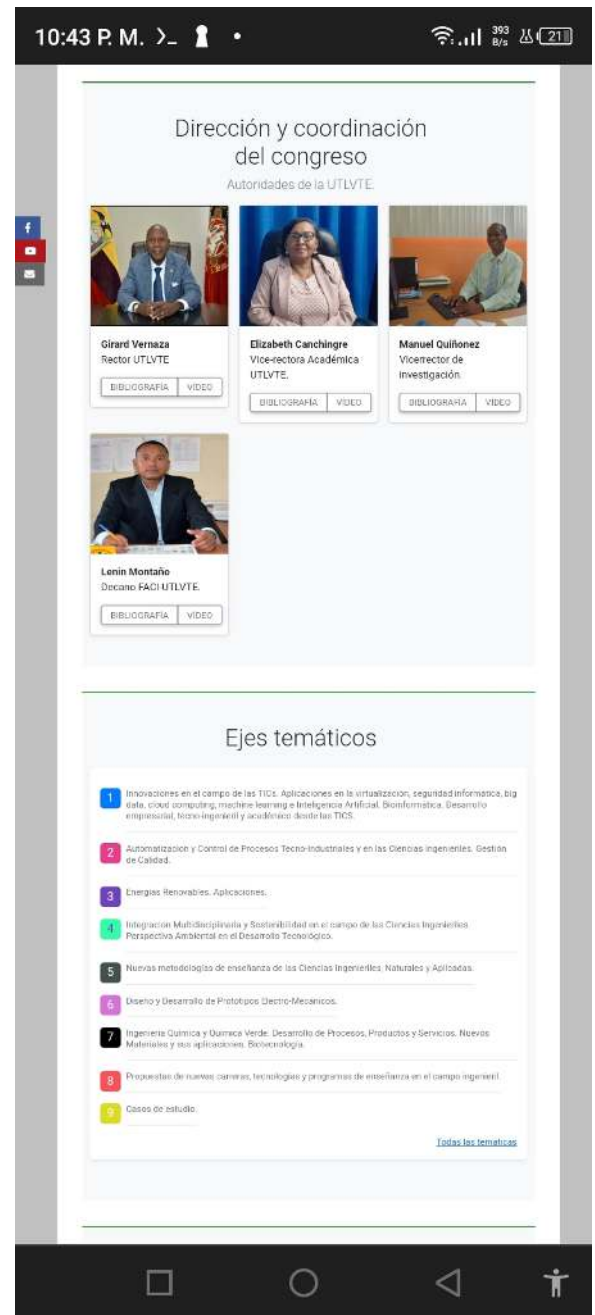 10:43 P. M.
393 B/s
21
Dirección y coordinación
del congreso
Autoridades de la UTLVTE.
Girard Vernaza
Rector UTLVTE
BIBLIOGRAFÍA VIDEO
Elizabeth Canchingre
Vice-rectora Académica
UTLVTE.
BIBLIOGRAFÍA VIDEO
Manuel Quiñonez
Vicerrector de
investigación.
BIBLIOGRAFÍA VIDEO
Lenin Montaño
Decano FACI UTLVTE.
BIBLIOGRAFÍA VIDEO
Ejes temáticos
1 Innovaciones en el campo de las TICs. Aplicaciones en la virtualización, seguridad informática, big
data, cloud computing, machine learning e Inteligencia Artificial. Bioinformática. Desarrollo
empresarial, tecno-ingenieril y académico desde las TICS.
2 Automatización y Control de Procesos Tecno-Industriales y en las Ciencias Ingenieriles. Gestión
de Calidad.
3 Energías Renovables. Aplicaciones.
4 Integración Multidisciplinaria y Sostenibilidad en el campo de las Ciencias Ingenieriles.
Perspectiva Ambiental en el Desarrollo Tecnológico.
5 Nuevas metodologías de enseñanza de las Ciencias Ingenieriles, Naturales y Aplicadas.
6 Diseño y Desarrollo de Prototipos Electro-Mecánicos.
7 Ingeniería Química y Química Verde. Desarrollo de Procesos, Productos y Servicios. Nuevos
Materiales y sus aplicaciones. Biotecnología.
8 Propuestas de nuevas carreras, tecnologías y programas de enseñanza en el campo ingenieril
9 Casos de estudio.
Todas las temáticas